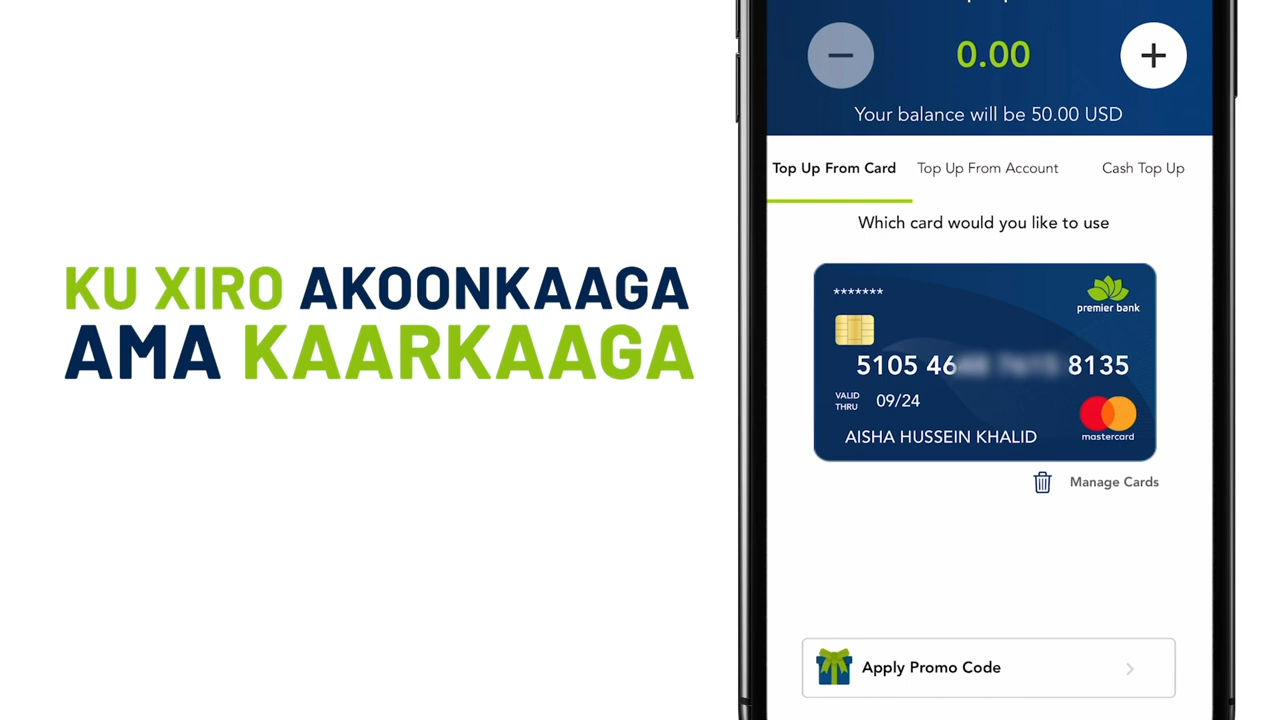 KU XIRO AKOONKAAGA
AMA KAARKAAGA
0.00
Your balance will be 50.00 USD
Top Up From Card Top Up From Account Cash Top Up
Which card would you like to use
*******
premier bank
5105 46 8135
VALID THRU 09/24
mastercard
AISHA HUSSEIN KHALID
Manage Cards
Apply Promo Code